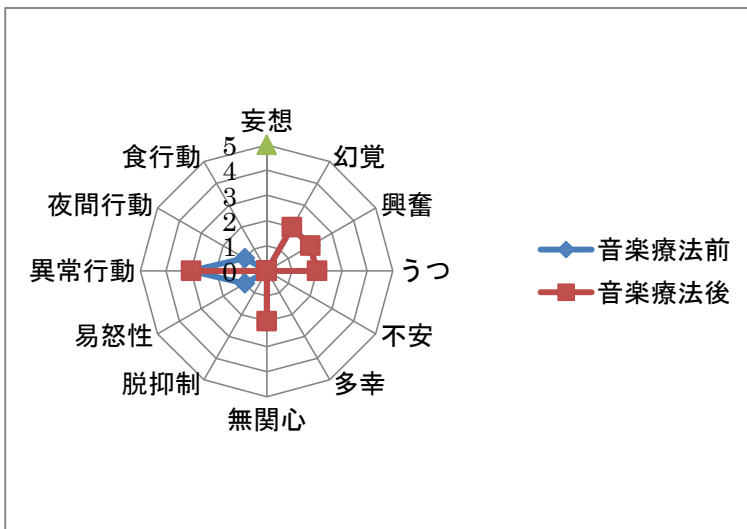 妄想
幻覚
興奮
うつ
不安
多幸
無関心
脱抑制
易怒性
異常行動
夜間行動
食行動
5
4
3
2
1
0
音楽療法前
音楽療法後